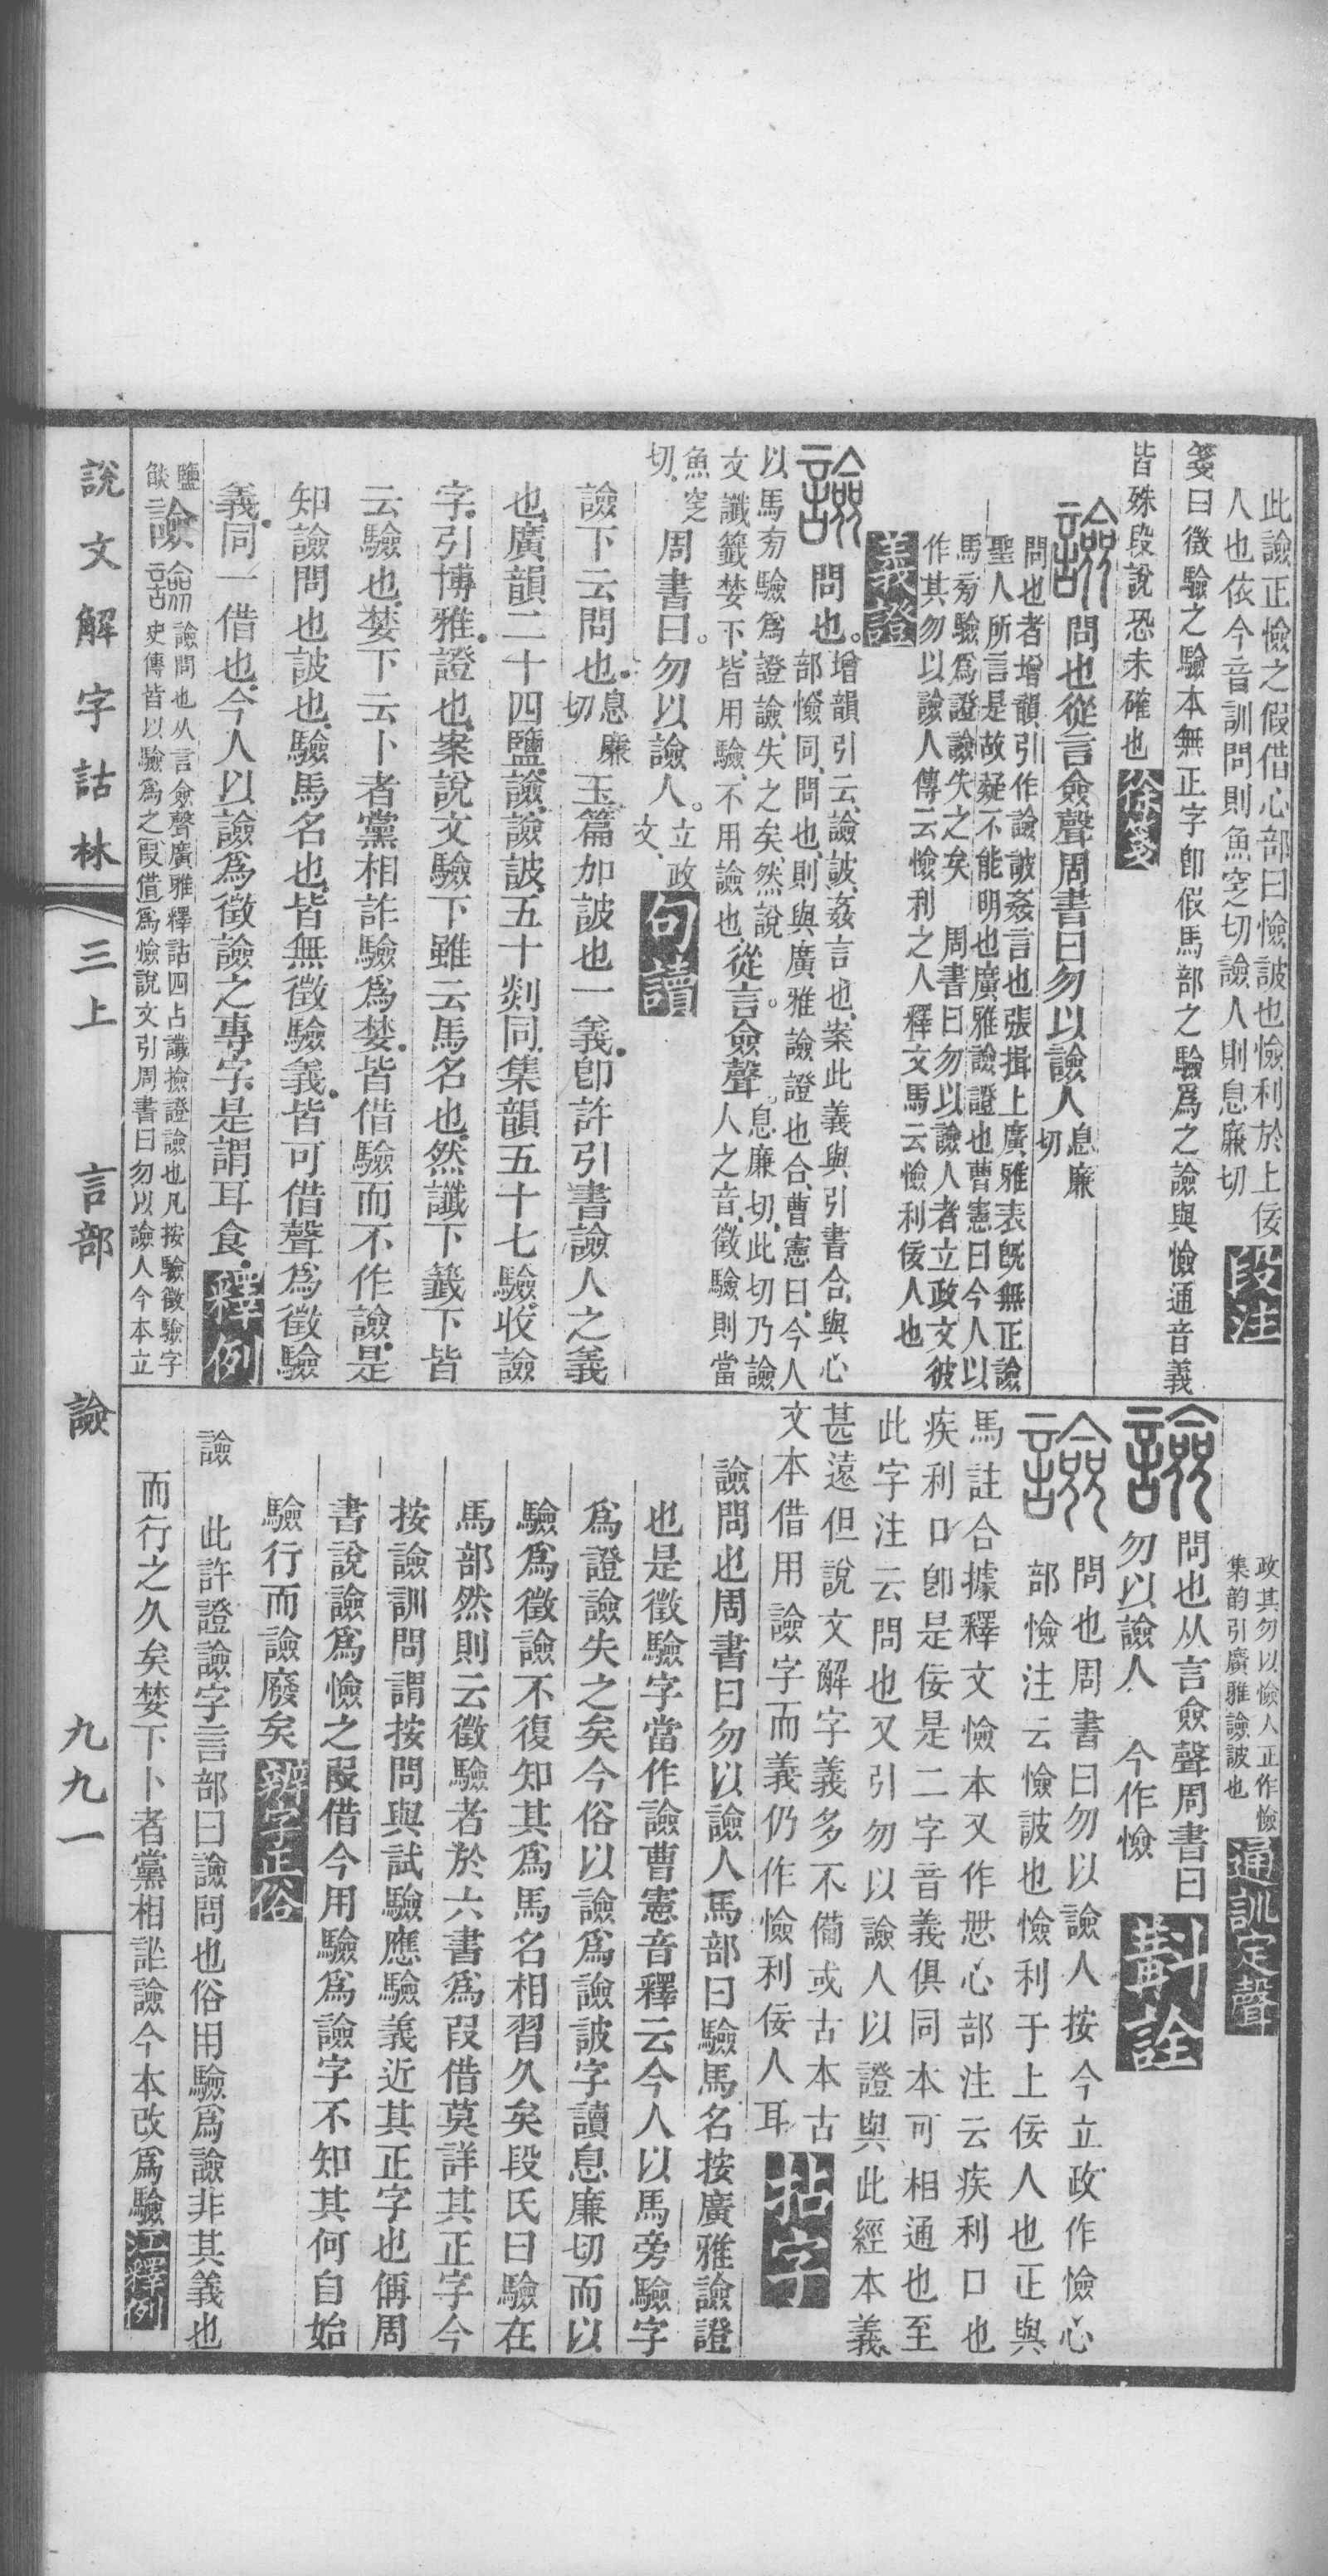 此譣正憸之假借心部曰憸詖也憸利於上佞
人也依今音訓問則魚窆切譣人則息廉切
段注
箋曰徵驗之驗本無正字卽假馬部之驗爲之譣與憸通音義
皆殊段說恐未確也
徐箋
譣問也從言僉聲周書曰勿以譣人息廉切
問也者增韻引作譣詖姦言也張揖上廣雅表旣無正譣
聖人所言是故疑不能明也廣雅譣證也曹憲曰今人以
馬旁驗爲證譣失之矣 周書曰勿以譣人者立政文彼
作其勿以譣人傳云憸利之人釋文馬云憸利佞人也
義證
譣問也。增韻引云譣詖姦言也案此義與引書合與心
部憸同問也則與廣雅譣證也合曹憲曰今人
以馬旁驗爲證譣失之矣然說
文讖籤婪下皆用驗不用譣也
從言僉聲。息廉切此切乃譣
人之音徵驗則當
魚窆
切
周書曰。勿以譣人。立政
文
句讀
譣下云問也息廉切玉篇加詖也一義卽許引書譣人之義
也廣韻二十四鹽譣譣詖五十琰同集韻五十七驗收譣
字引博雅證也案說文驗下雖云馬名也然讖下籤下皆
云驗也婪下云卜者黨相詐驗爲婪皆借驗而不作譣是
知譣問也詖也驗馬名也皆無徵驗義皆可借聲爲徵驗
義同一借也今人以譣爲徵譣之專字是謂耳食
釋例
鹽
餤
譣
譣問也从言僉聲廣雅釋詁四占讖撿證譣也凡按驗徵驗字
史傳皆以驗爲之叚借爲憸說文引周書曰勿以譣人今本立
政其勿以憸人正作憸
集韵引廣雅譣詖也
通訓定聲
譣問也从言僉聲周書曰
勿以譣人 今作憸
斠詮
譣問也周書曰勿以譣人按今立政作憸心
部憸注云憸詖也憸利于上佞人也正與
馬註合據釋文憸本又作思心部注云疾利口也
疾利口卽是佞是二字音義俱同本可相通也至
此字注云問也又引勿以譣人以證與此經本義
甚遠但說文解字義多不備或古本古
文本借用譣字而義仍作憸利佞人耳
拈字
譣問也周書曰勿以譣人馬部曰驗馬名按廣雅譣證
也是徵驗字當作譣曹憲音釋云今人以馬旁驗字
爲證譣失之矣今俗以譣爲譣詖字讀息廉切而以
驗爲徵譣不復知其爲馬名相習久矣段氏曰驗在
馬部然則云徵驗者於六書爲叚借莫詳其正字今
按譣訓問謂按問與試驗應驗義近其正字也偁周
書說譣爲憸之叚借今用驗爲譣字不知其何自始
驗行而譣廢矣
辨字正俗
譣 此許證譣字言部曰譣問也俗用驗爲譣非其義也
而行之久矣婪下卜者黨相詐譣今本改爲驗
江釋例
說文解字詁林
三上 言部 譣
九九一